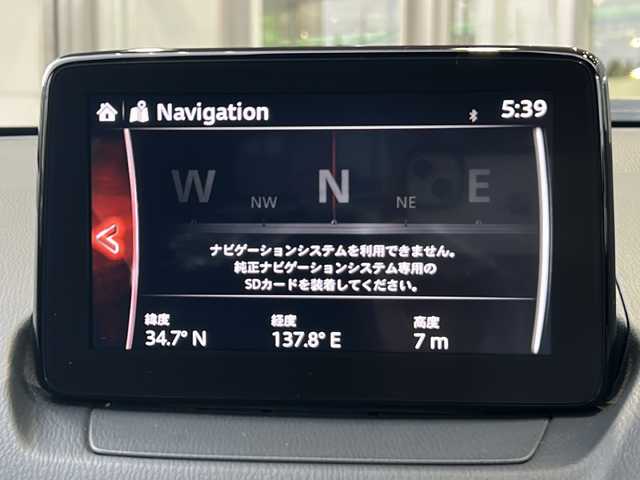 Navigation 5:39
W NW N NE E
ナビゲーションシステムを利用できません。
純正ナビゲーションシステム専用の
SDカードを装着してください。
緯度 経度 高度
34.7° N 137.8° E 7 m